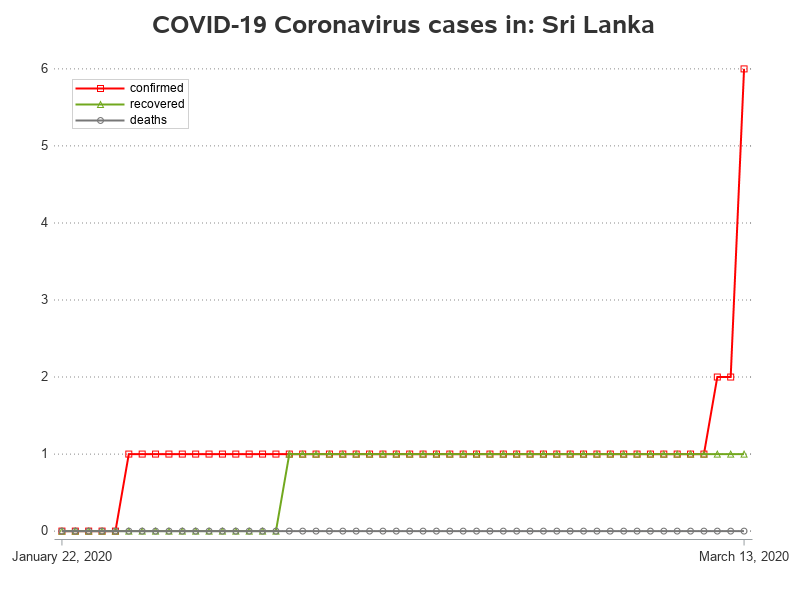 COVID-19 Coronavirus cases in: Sri Lanka
6
confirmed
recovered
deaths
5
4
3
2
1
0
January 22, 2020
March 13, 2020